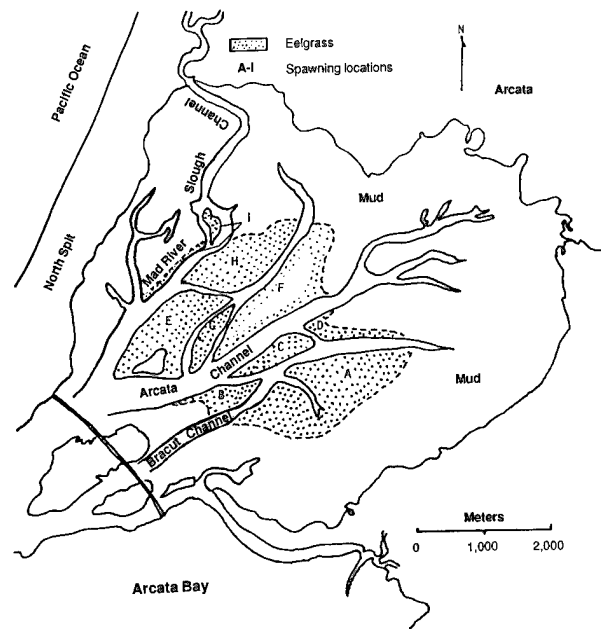 Eelgrass
A-I Spawning locations
N
Pacific Ocean
Channel
Arcata
Slough
Mud
I
Mad River
North Spit
H
F
E
G
D
C
Channel
Arcata
A
Mud
B
Bracut Channel
Meters
0 1,000 2,000
Arcata Bay